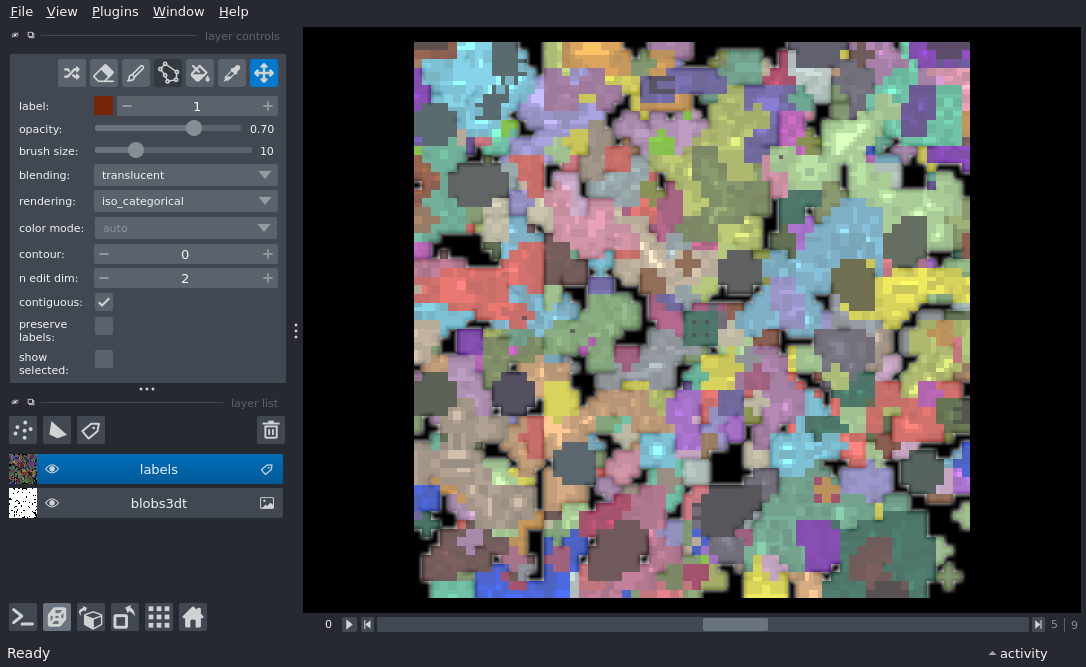 File View Plugins Window Help
layer controls
label: 1
opacity: 0.70
brush size: 10
blending: translucent
rendering: iso_categorical
color mode: auto
contour: 0
n edit dim: 2
contiguous:
preserve
labels:
show
selected:
layer list
labels
blobs3dt
0 5 | 9
Ready
activity